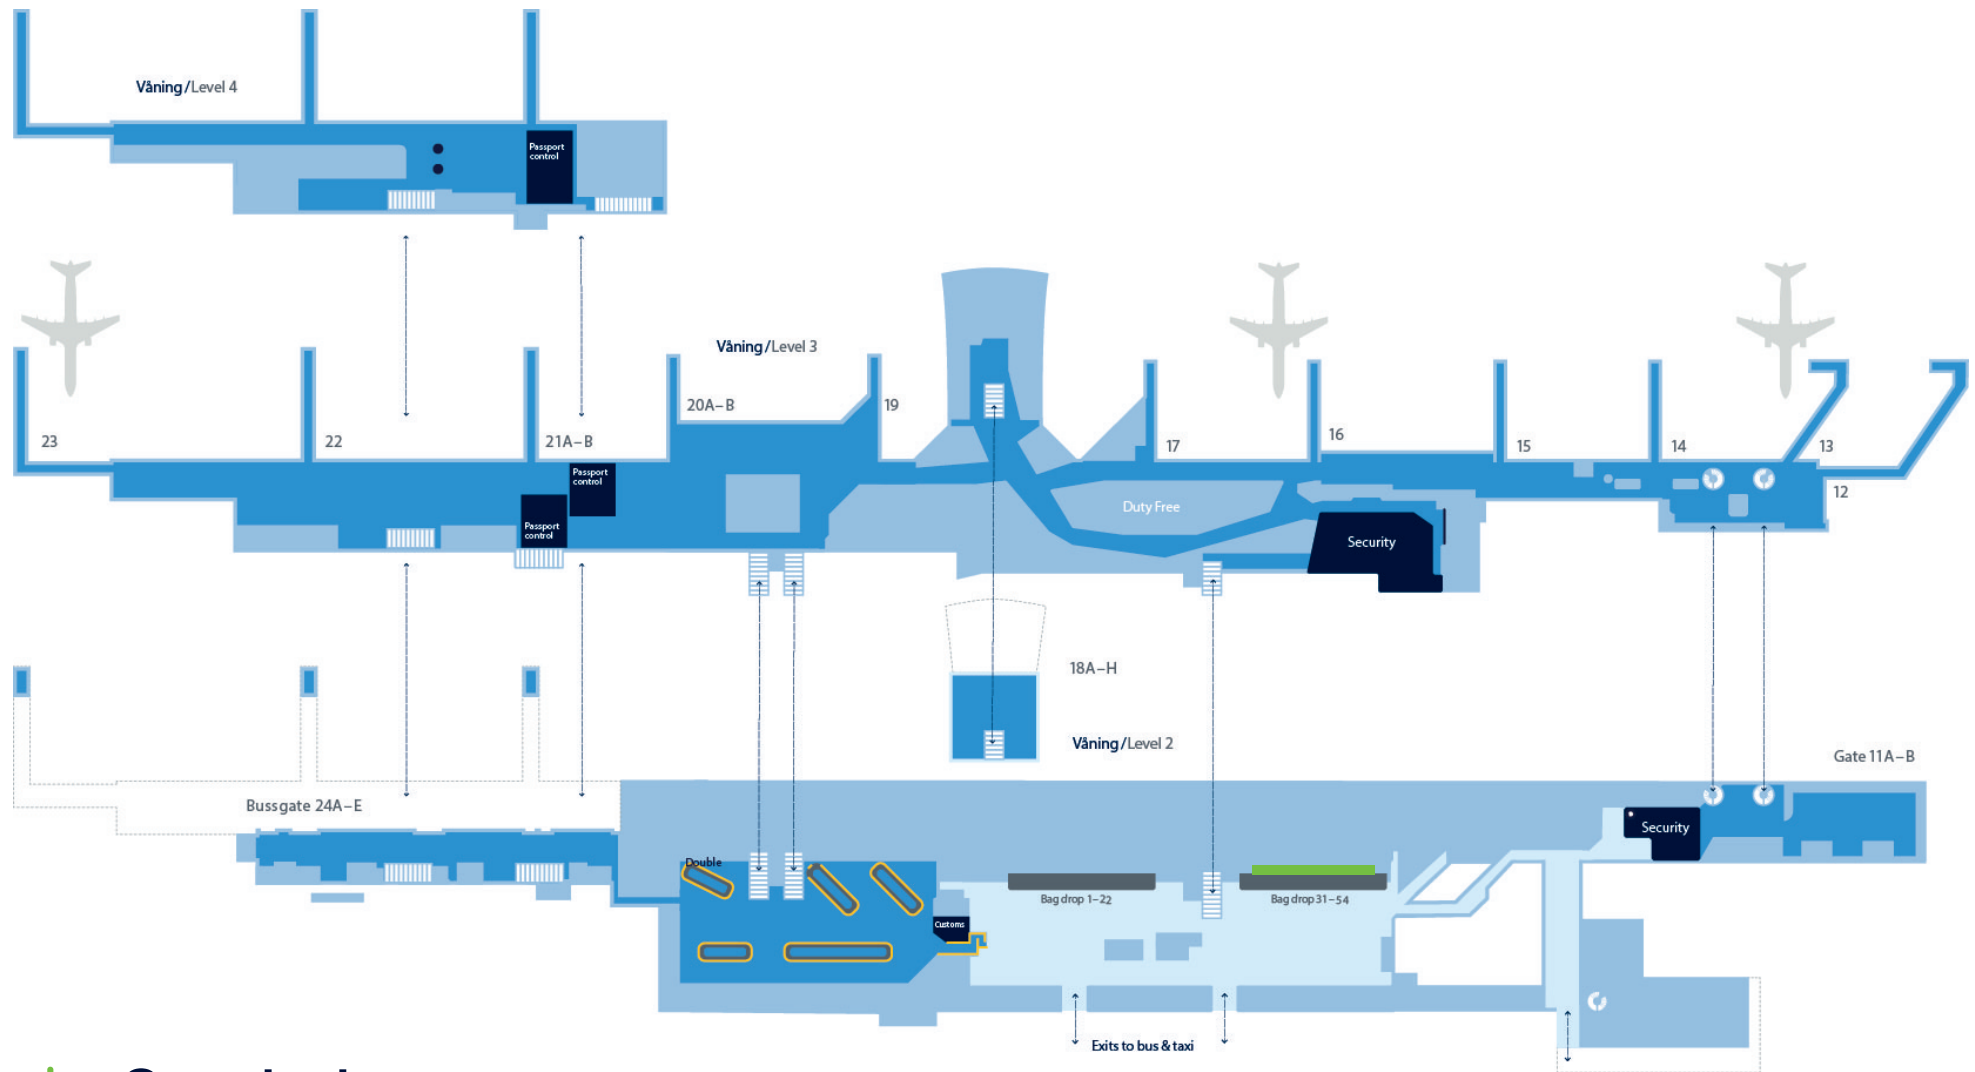 Våning/Level 4
Passport
control
Våning/Level 3
20A–B
19
23
22
21A–B
17
16
15
14
13
12
Passport
control
Passport
control
Duty Free
Security
18A–H
Våning/Level 2
Gate 11A–B
Bussgate 24A–E
Security
Double
Bag drop 1–22
Bag drop 31–54
Customs
Exits to bus & taxi